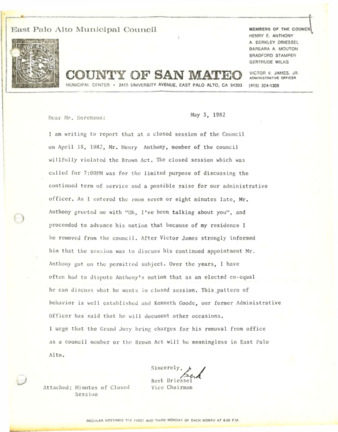 East Palo Alto Municipal Council
MEMBERS OF THE COUNCIL
HENRY E. ANTHONY
A. BERKLEY DRIESSEL
BARBARA A. MOUTON
BRADFORD STAMPER
GERTRUDE WILKS
COUNTY OF SAN MATEO
VICTOR V. JAMES, JR.
ADMINISTRATIVE OFFICER
MUNICIPAL CENTER • 2415 UNIVERSITY AVENUE, EAST PALO ALTO, CA 94303
(415)
May 3, 1982
Dear Mr.
I am writing to report that at a closed session of the Council
on April 18, 1982, Mr. Henry Anthony, member of the council
willfully violated the Brown Act. The closed session which was
called for 7:00PM was for the limited purpose of discussing the
continued term of service and a possible raise for our administrative
officer. As I entered the room seven or eight minutes late, Mr.
Anthony greeted me with "Oh, I've been talking about you", and
proceeded to advance his notion that because of my residence I
be removed from the council. After Victor James strongly informed
him that the session was to discuss his continued appointment Mr.
Anthony got on the permitted subject. Over the years, I have
often had to dispute Anthony's notion that as an elected co-equal
he can discuss what he wants in closed session. This pattern of
behavior is well established and Kenneth Goode, our former Administrative
Officer has said that he will document other occasions.
I urge that the Grand Jury bring charges for his removal from office
as a council member or the Brown Act will be meaningless in East Palo
Alto.
Sincerely,
Bert Driessel
Vice Chairman
Attached: Minutes of Closed
Session
REGULAR MEETINGS THE FIRST AND THIRD MONDAY OF EACH MONTH AT 8:00 P.M.